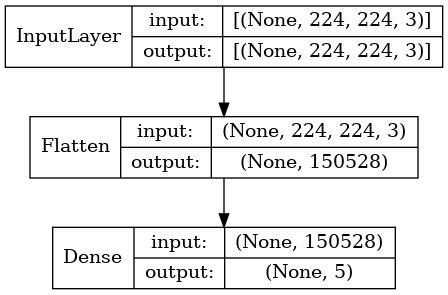 InputLayer input: [(None, 224, 224, 3)]
output: [(None, 224, 224, 3)]
Flatten input: (None, 224, 224, 3)
output: (None, 150528)
Dense input: (None, 150528)
output: (None, 5)